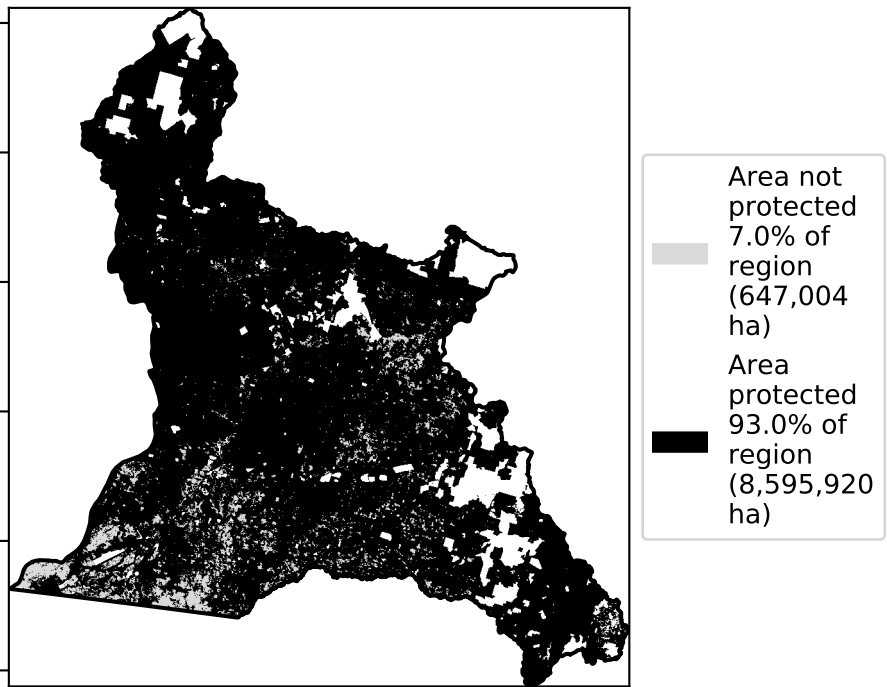 Area not
protected
7.0% of
region
(647,004
ha)
Area
protected
93.0% of
region
(8,595,920
ha)